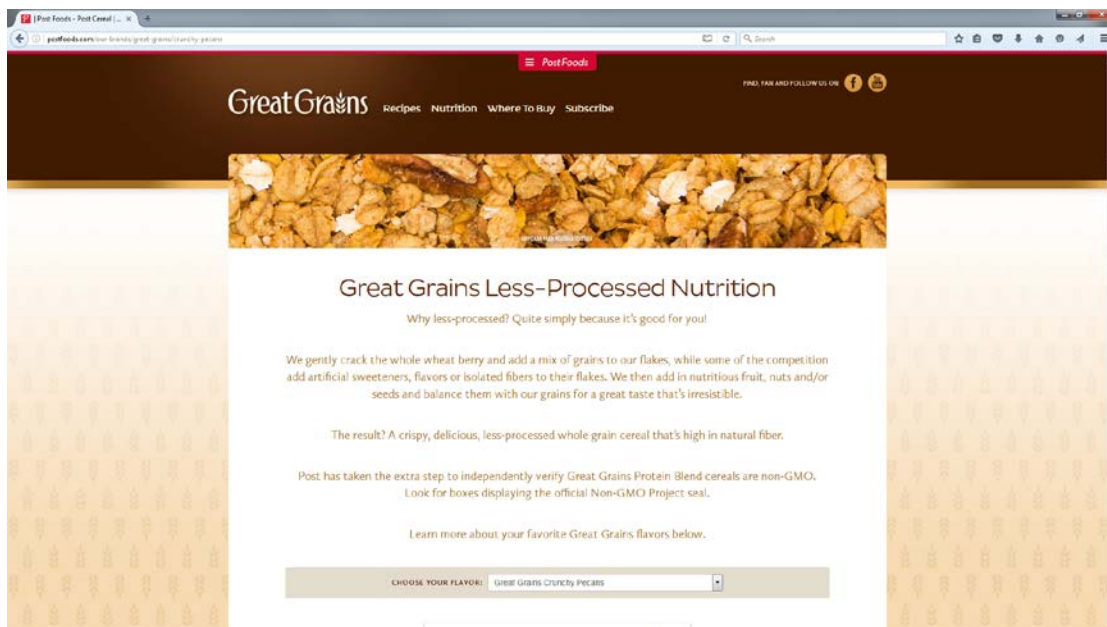 | Post Foods - Post Cereal | ...
postfoods.com/our-brands/great-grains/crunchy-pecans
Search
Post Foods
FIND, FAN AND FOLLOW US ON
Great Grains Recipes Nutrition Where To Buy Subscribe
Great Grains Less-Processed Nutrition
Why less-processed? Quite simply because it's good for you!
We gently crack the whole wheat berry and add a mix of grains to our flakes, while some of the competition
add artificial sweeteners, flavors or isolated fibers to their flakes. We then add in nutritious fruit, nuts and/or
seeds and balance them with our grains for a great taste that's irresistible.
The result? A crispy, delicious, less-processed whole grain cereal that's high in natural fiber.
Post has taken the extra step to independently verify Great Grains Protein Blend cereals are non-GMO.
Look for boxes displaying the official Non-GMO Project seal.
Learn more about your favorite Great Grains flavors below.
CHOOSE YOUR FLAVOR: Great Grains Crunchy Pecans